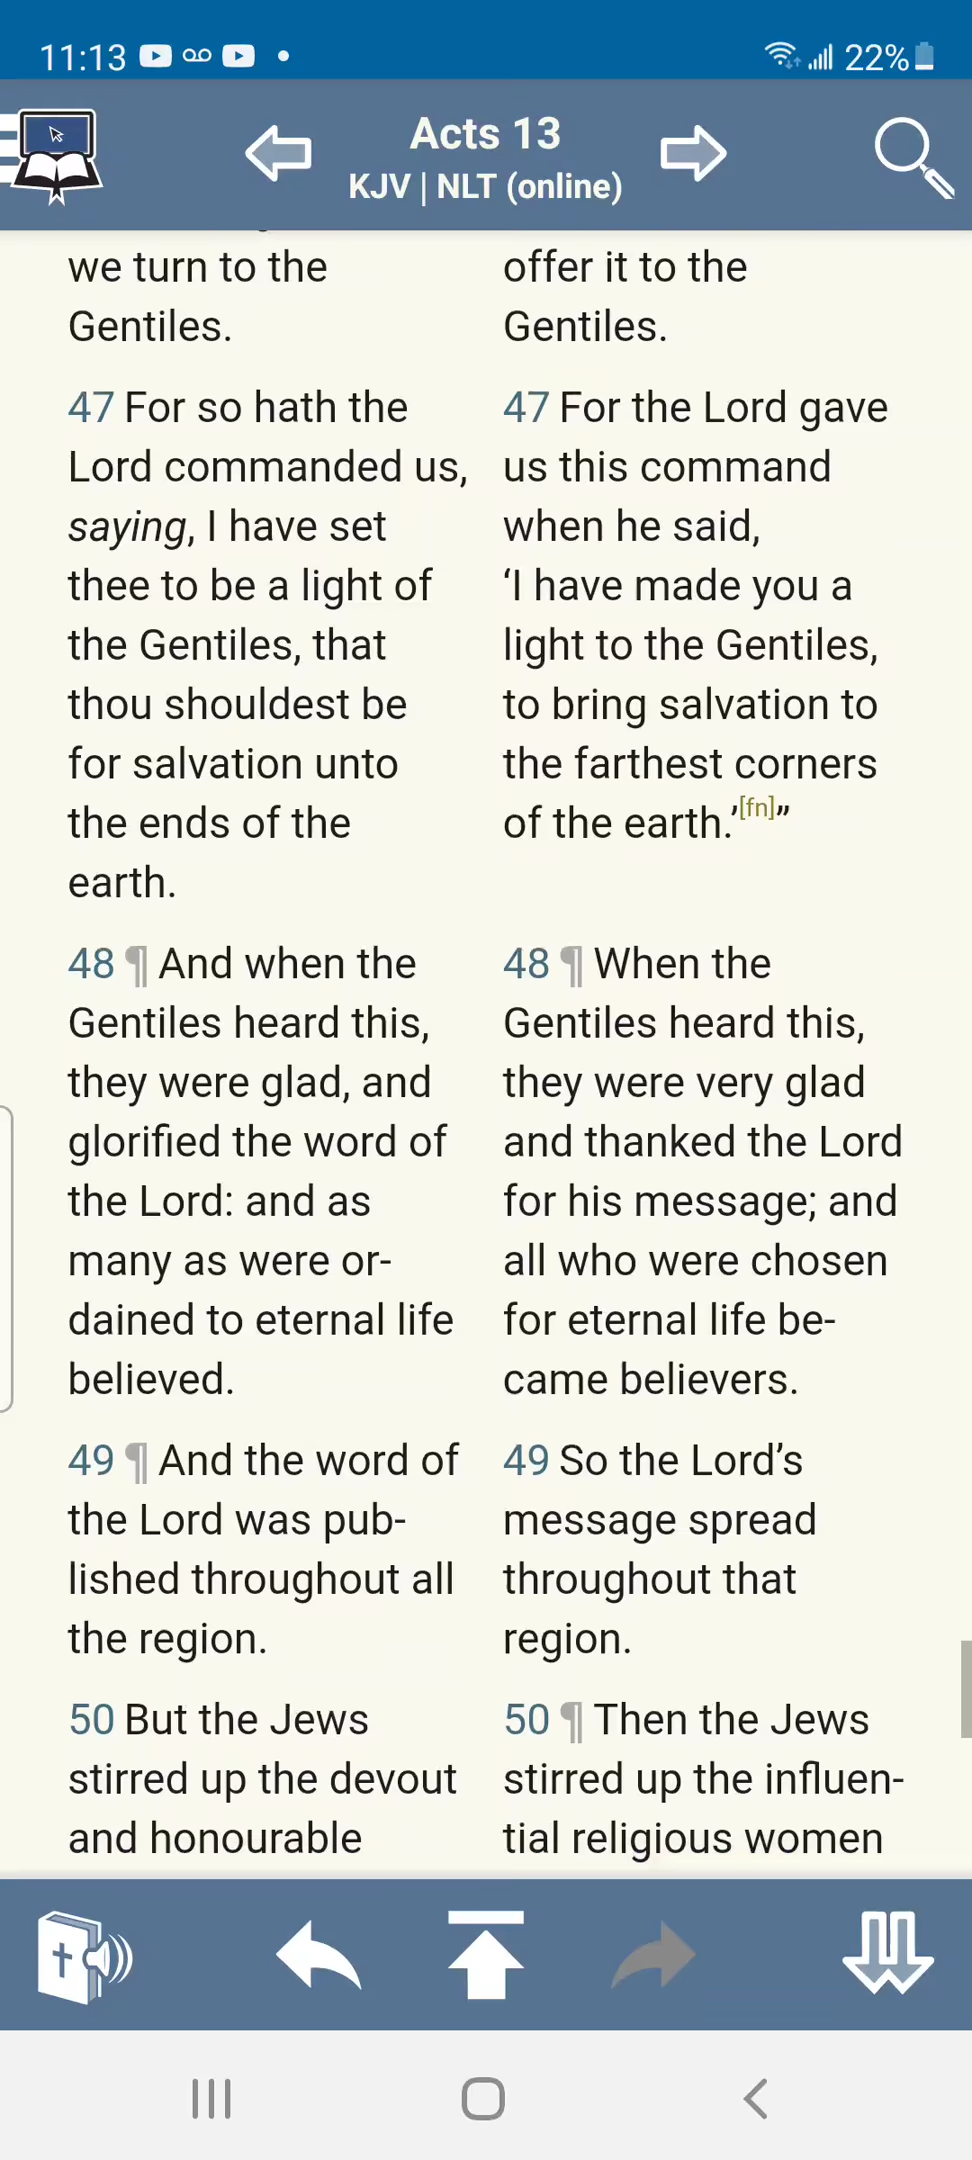 11:13
22%
Acts 13
KJV | NLT (online)
we turn to the
Gentiles.
47 For so hath the
Lord commanded us,
saying, I have set
thee to be a light of
the Gentiles, that
thou shouldest be
for salvation unto
the ends of the
earth.
48 ¶ And when the
Gentiles heard this,
they were glad, and
glorified the word of
the Lord: and as
many as were or-
dained to eternal life
believed.
49 ¶ And the word of
the Lord was pub-
lished throughout all
the region.
50 But the Jews
stirred up the devout
and honourable
offer it to the
Gentiles.
47 For the Lord gave
us this command
when he said,
‘I have made you a
light to the Gentiles,
to bring salvation to
the farthest corners
of the earth.’[fn]”
48 ¶ When the
Gentiles heard this,
they were very glad
and thanked the Lord
for his message; and
all who were chosen
for eternal life be-
came believers.
49 So the Lord’s
message spread
throughout that
region.
50 ¶ Then the Jews
stirred up the influen-
tial religious women